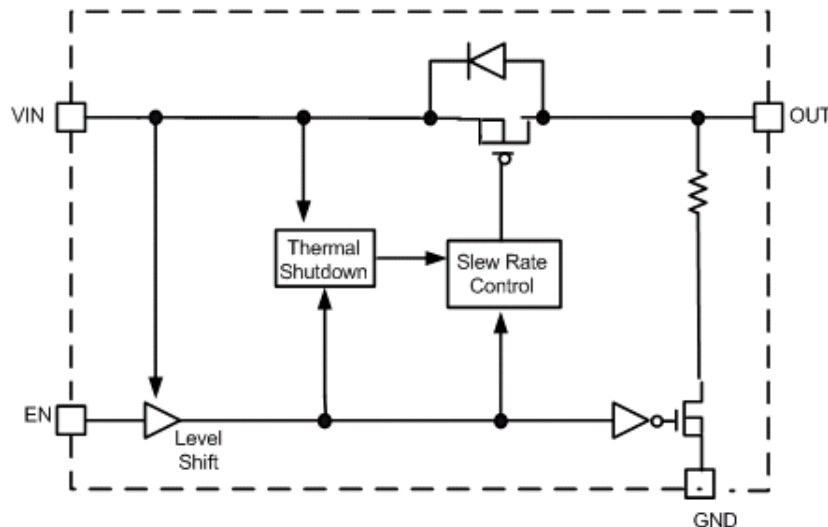 VIN
OUT
Thermal
Shutdown
Slew Rate
Control
EN
Level
Shift
GND